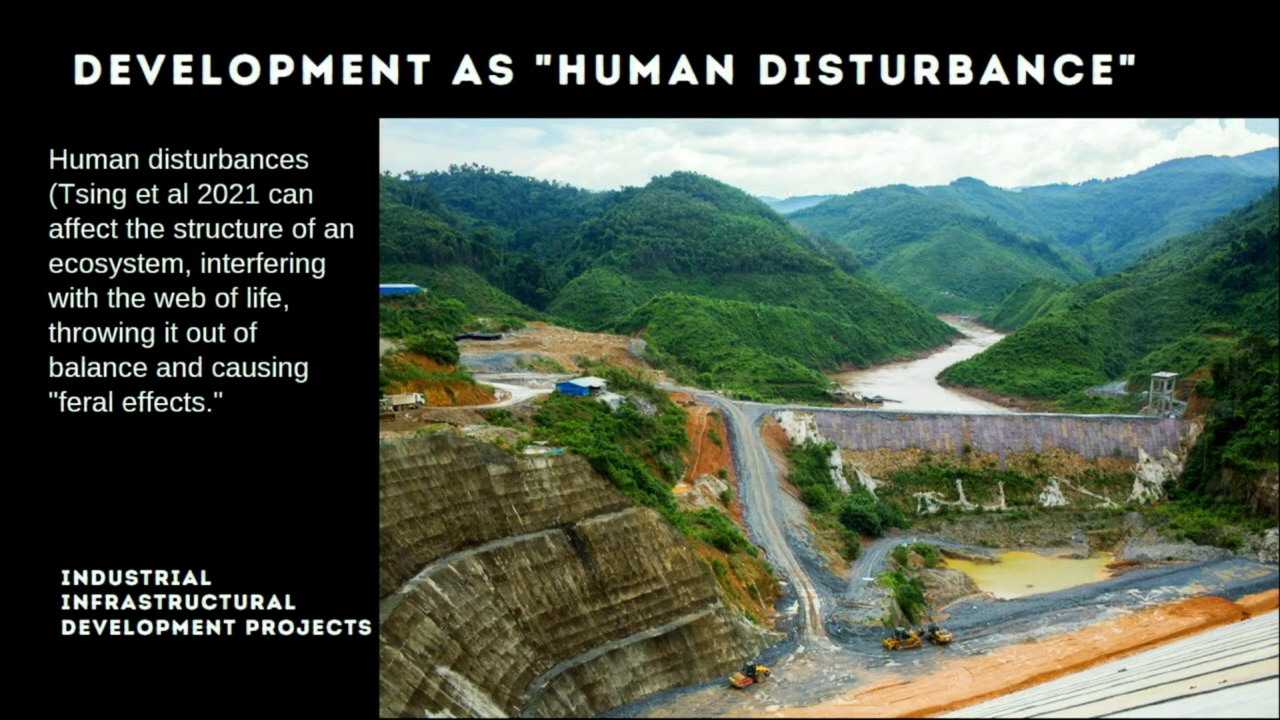 DEVELOPMENT AS "HUMAN DISTURBANCE"
Human disturbances
(Tsing et al 2021 can
affect the structure of an
ecosystem, interfering
with the web of life,
throwing it out of
balance and causing
"feral effects."
INDUSTRIAL
INFRASTRUCTURAL
DEVELOPMENT PROJECTS